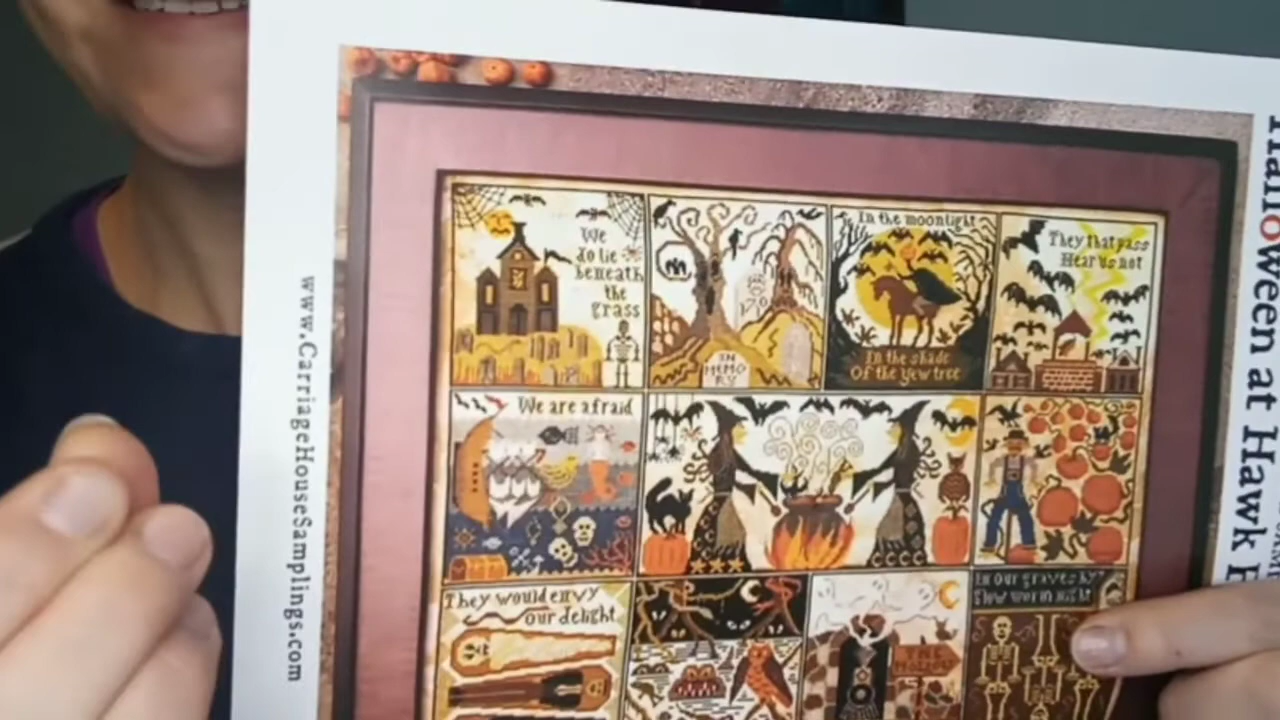 Halloween at Hawk
www.CarriageHouseSamplings.com
We
do lie
beneath
the
grass
IN
MEMO
RY
In the moonlight
In the shade
Of the yew tree
They that pass
Hear us not
We are afraid
They would envy
our delight
THE
In our graves by
Glow worm night